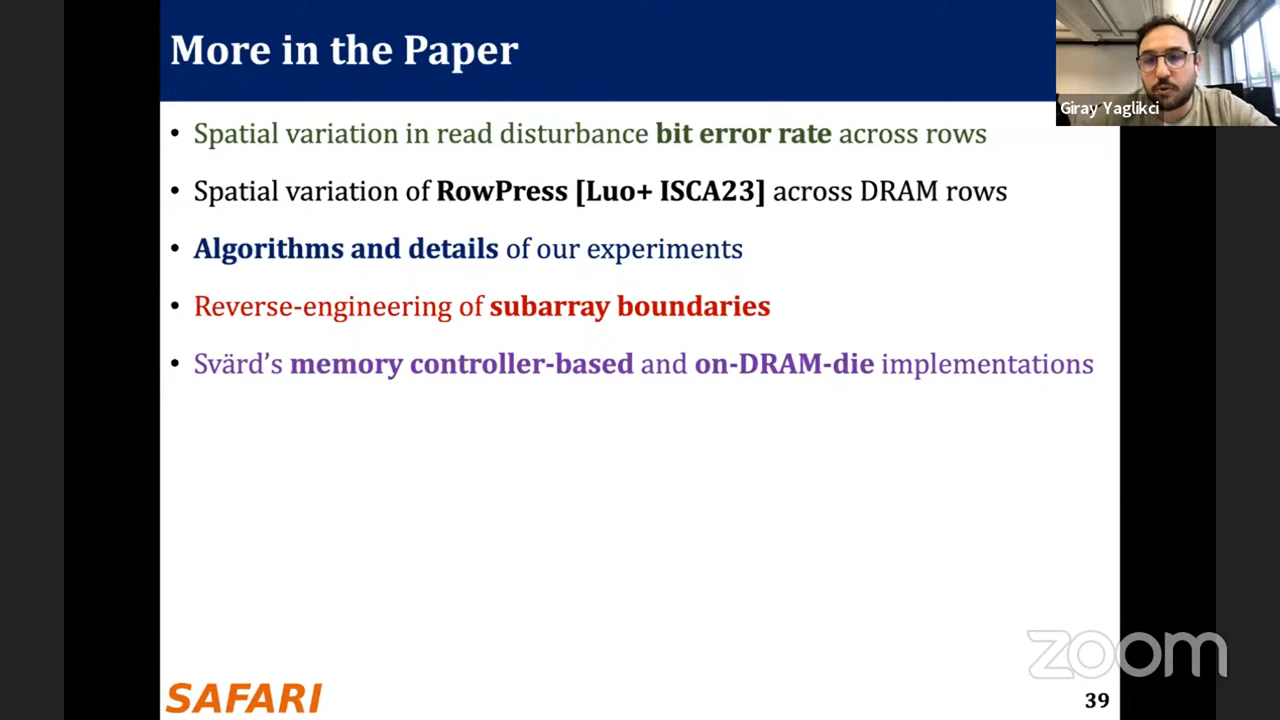 More in the Paper
Giray Yaglikci
• Spatial variation in read disturbance bit error rate across rows
• Spatial variation of RowPress [Luo+ ISCA23] across DRAM rows
• Algorithms and details of our experiments
• Reverse-engineering of subarray boundaries
• Svärd’s memory controller-based and on-DRAM-die implementations
zoom
SAFARI
39